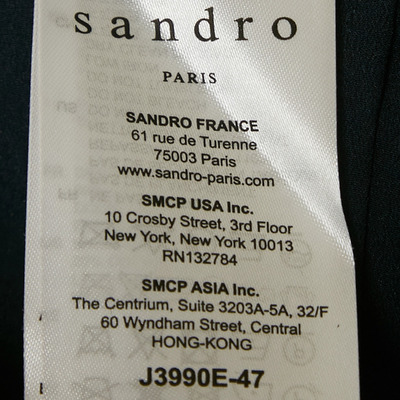 sandro
PARIS
SANDRO FRANCE
61 rue de Turenne
75003 Paris
www.sandro-paris.com
SMCP USA Inc.
10 Crosby Street, 3rd Floor
New York, New York 10013
RN132784
SMCP ASIA Inc.
The Centrium, Suite 3203A-5A, 32/F
60 Wyndham Street, Central
HONG-KONG
J3990E-47